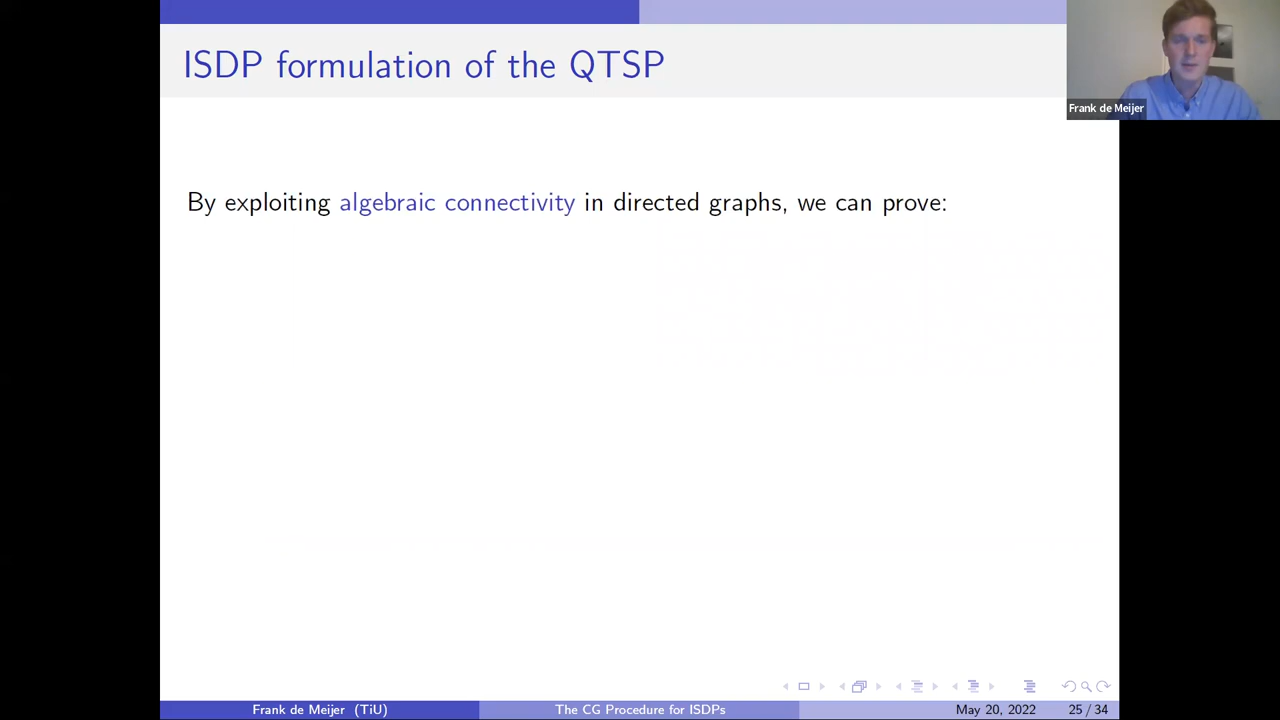 ISDP formulation of the QTSP
Frank de Meijer
By exploiting algebraic connectivity in directed graphs, we can prove:
Frank de Meijer (TiU)
The CG Procedure for ISDPs
May 20, 2022
25 / 34